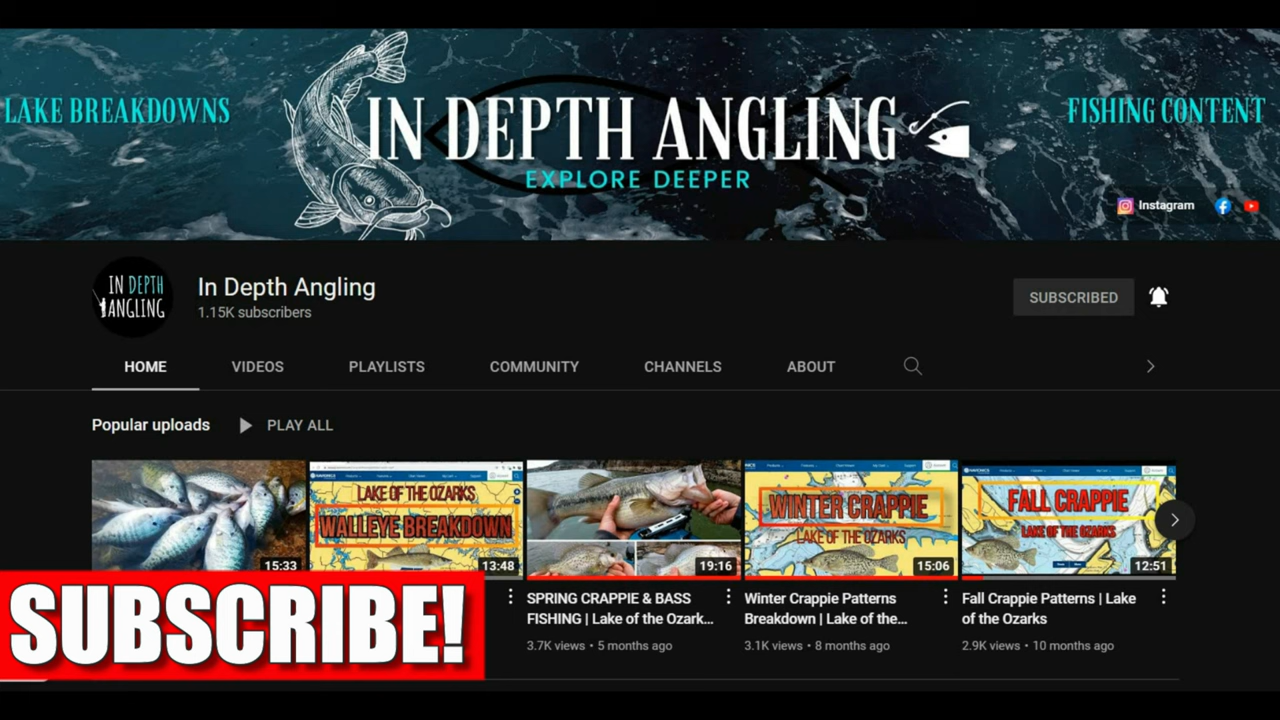 LAKE BREAKDOWNS
IN DEPTH ANGLING
EXPLORE DEEPER
FISHING CONTENT
Instagram
IN DEPTH
ANGLING
In Depth Angling
1.15K subscribers
SUBSCRIBED
HOME
VIDEOS
PLAYLISTS
COMMUNITY
CHANNELS
ABOUT
Popular uploads
PLAY ALL
15:33
LAKE OF THE OZARKS
WALLEYE BREAKDOWN
13:48
19:16
WINTER CRAPPIE
LAKE OF THE OZARKS
15:06
FALL CRAPPIE
LAKE OF THE OZARKS
12:51
SUBSCRIBE!
SPRING CRAPPIE & BASS
FISHING | Lake of the Ozark...
3.7K views • 5 months ago
Winter Crappie Patterns
Breakdown | Lake of the...
3.1K views • 8 months ago
Fall Crappie Patterns | Lake
of the Ozarks
2.9K views • 10 months ago